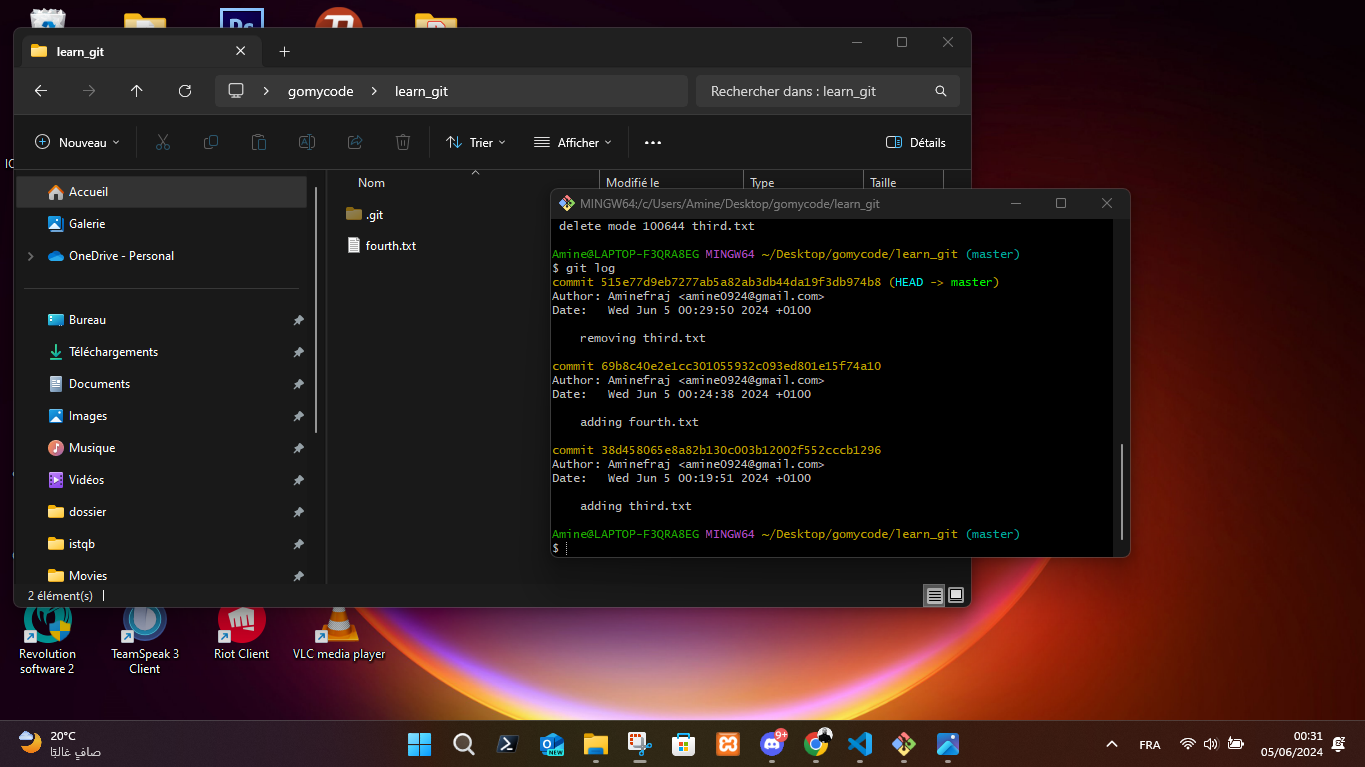 Ps
learn_git
gomycode
learn_git
Rechercher dans : learn_git
Nouveau
Trier
Afficher
Détails
Accueil
Galerie
OneDrive - Personal
Bureau
Téléchargements
Documents
Images
Musique
Vidéos
dossier
istqb
Movies
Nom
Modifié le
Type
Taille
.git
fourth.txt
2 élément(s)
MINGW64:/c/Users/Amine/Desktop/gomycode/learn_git
delete mode 100644 third.txt
Amine@LAPTOP-F3QRA8EG MINGW64 ~/Desktop/gomycode/learn_git (master)
$ git log
commit 515e77d9eb7277ab5a82ab3db44da19f3db974b8 (HEAD -> master)
Author: Aminefraj <amine0924@gmail.com>
Date:   Wed Jun 5 00:29:50 2024 +0100
removing third.txt
commit 69b8c40e2e1cc301055932c093ed801e15f74a10
Author: Aminefraj <amine0924@gmail.com>
Date:   Wed Jun 5 00:24:38 2024 +0100
adding fourth.txt
commit 38d458065e8a82b130c003b12002f552cccb1296
Author: Aminefraj <amine0924@gmail.com>
Date:   Wed Jun 5 00:19:51 2024 +0100
adding third.txt
Amine@LAPTOP-F3QRA8EG MINGW64 ~/Desktop/gomycode/learn_git (master)
$
Revolution
software 2
TeamSpeak 3
Client
Riot Client
VLC media player
20°C
صافٍ غالبًا
NEW
9+
FRA
00:31
05/06/2024